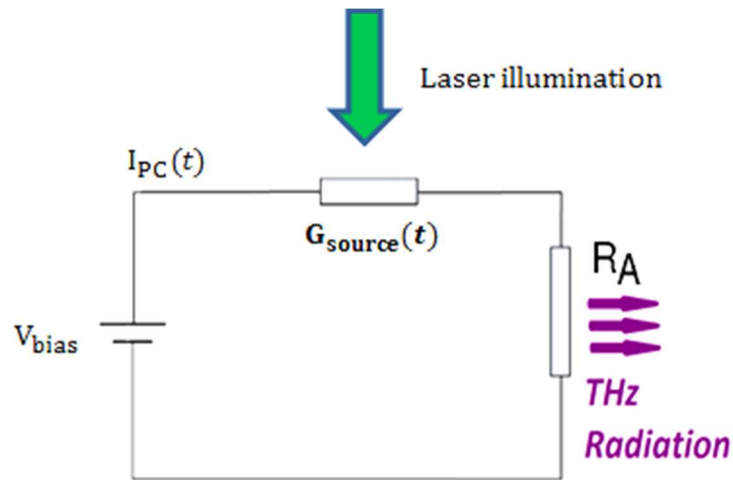 Laser illumination
I_PC(t)
G_source(t)
R_A
V_bias
THz
Radiation